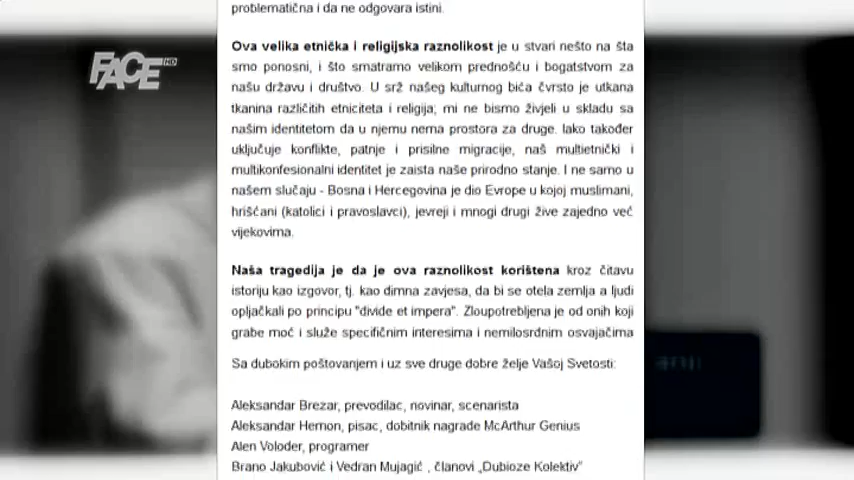 problematična i da ne odgovara istini.
FACE HD
Ova velika etnička i religijska raznolikost je u stvari nešto na šta
smo ponosni, i što smatramo velikom prednošću i bogatstvom za
našu državu i društvo. U srž našeg kulturnog bića čvrsto je utkana
tkanina različitih etniciteta i religija; mi ne bismo živjeli u skladu sa
našim identitetom da u njemu nema prostora za druge. Iako također
uključuje konflikte, patnje i prisilne migracije, naš multietnički i
multikonfesionalni identitet je zaista naše prirodno stanje. I ne samo u
našem slučaju - Bosna i Hercegovina je dio Evrope u kojoj muslimani,
hrišćani (katolici i pravoslavci), jevreji i mnogi drugi žive zajedno već
vijekovima.
Naša tragedija je da je ova raznolikost korištena kroz čitavu
istoriju kao izgovor, tj. kao dimna zavjesa, da bi se otela zemlja a ljudi
opljačkali po principu "divide et impera". Zloupotrebljena je od onih koji
grabe moć i služe specifičnim interesima i nemilosrdnim osvajačima
Sa dubokim poštovanjem i uz sve druge dobre želje Vašoj Svetosti:
Aleksandar Brezar, prevodilac, novinar, scenarista
Aleksandar Hemon, pisac, dobitnik nagrade McArthur Genius
Alen Voloder, programer
Brano Jakubović i Vedran Mujagić , članovi „Dubioze Kolektiv"